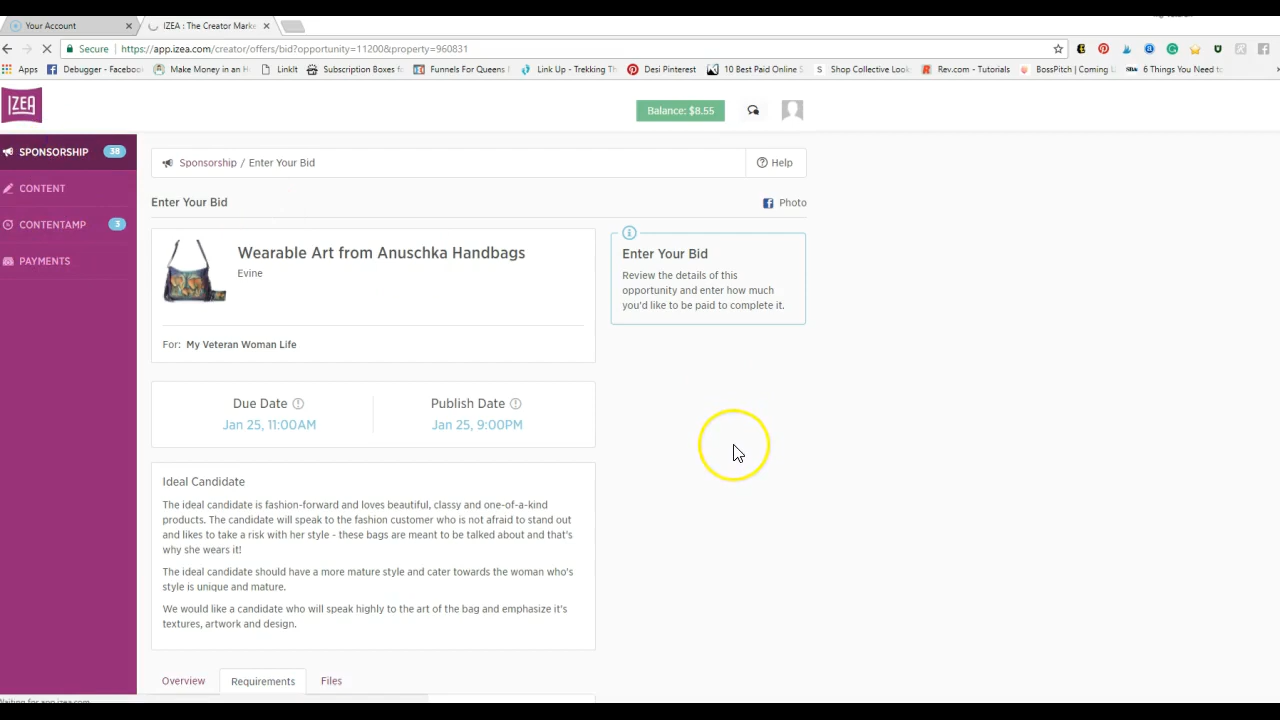 Your Account
IZEA : The Creator Marke
Secure
https://app.izea.com/creator/offers/bid?opportunity=11200&property=960831
Apps
Debugger - Faceboo
Make Money in an H
LinkIt
Subscription Boxes fo
Funnels For Queens F
Link Up - Trekking Th
Desi Pinterest
10 Best Paid Online S
Shop Collective Look
Rev.com - Tutorials
BossPitch | Coming U
6 Things You Need to
IZEA
Balance: $8.55
SPONSORSHIP 38
CONTENT
CONTENTAMP 3
PAYMENTS
Sponsorship / Enter Your Bid
Help
Enter Your Bid
Photo
Wearable Art from Anuschka Handbags
Evine
For: My Veteran Woman Life
Enter Your Bid
Review the details of this
opportunity and enter how much
you'd like to be paid to complete it.
Due Date
Jan 25, 11:00AM
Publish Date
Jan 25, 9:00PM
Ideal Candidate
The ideal candidate is fashion-forward and loves beautiful, classy and one-of-a-kind
products. The candidate will speak to the fashion customer who is not afraid to stand out
and likes to take a risk with her style - these bags are meant to be talked about and that's
why she wears it!
The ideal candidate should have a more mature style and cater towards the woman who's
style is unique and mature.
We would like a candidate who will speak highly to the art of the bag and emphasize it's
textures, artwork and design.
Overview
Requirements
Files
Waiting for app.izea.com